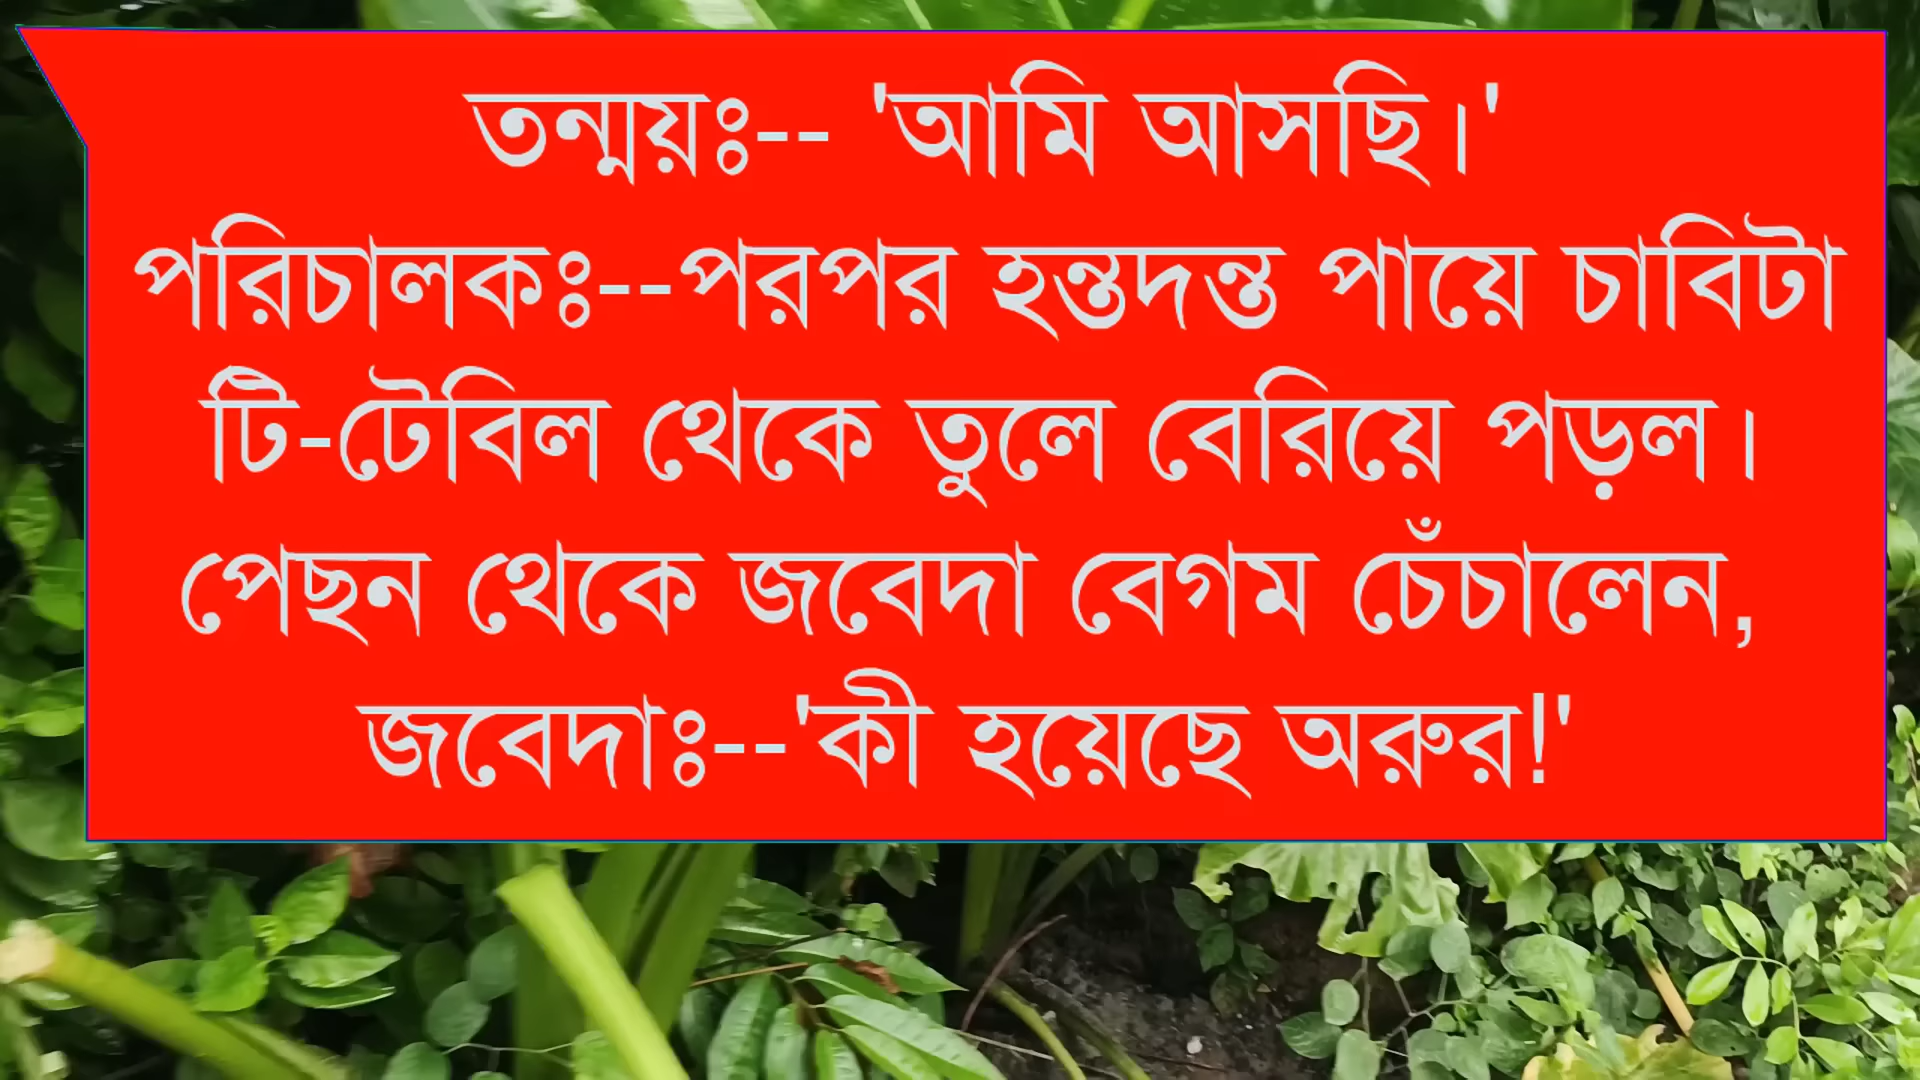 তন্ময়ঃ-- 'আমি আসছি।'
পরিচালকঃ--পরপর হন্তদন্ত পায়ে চাবিটা
টি-টেবিল থেকে তুলে বেরিয়ে পড়ল।
পেছন থেকে জবেদা বেগম চেঁচালেন,
জবেদাঃ--'কী হয়েছে অরুর!'